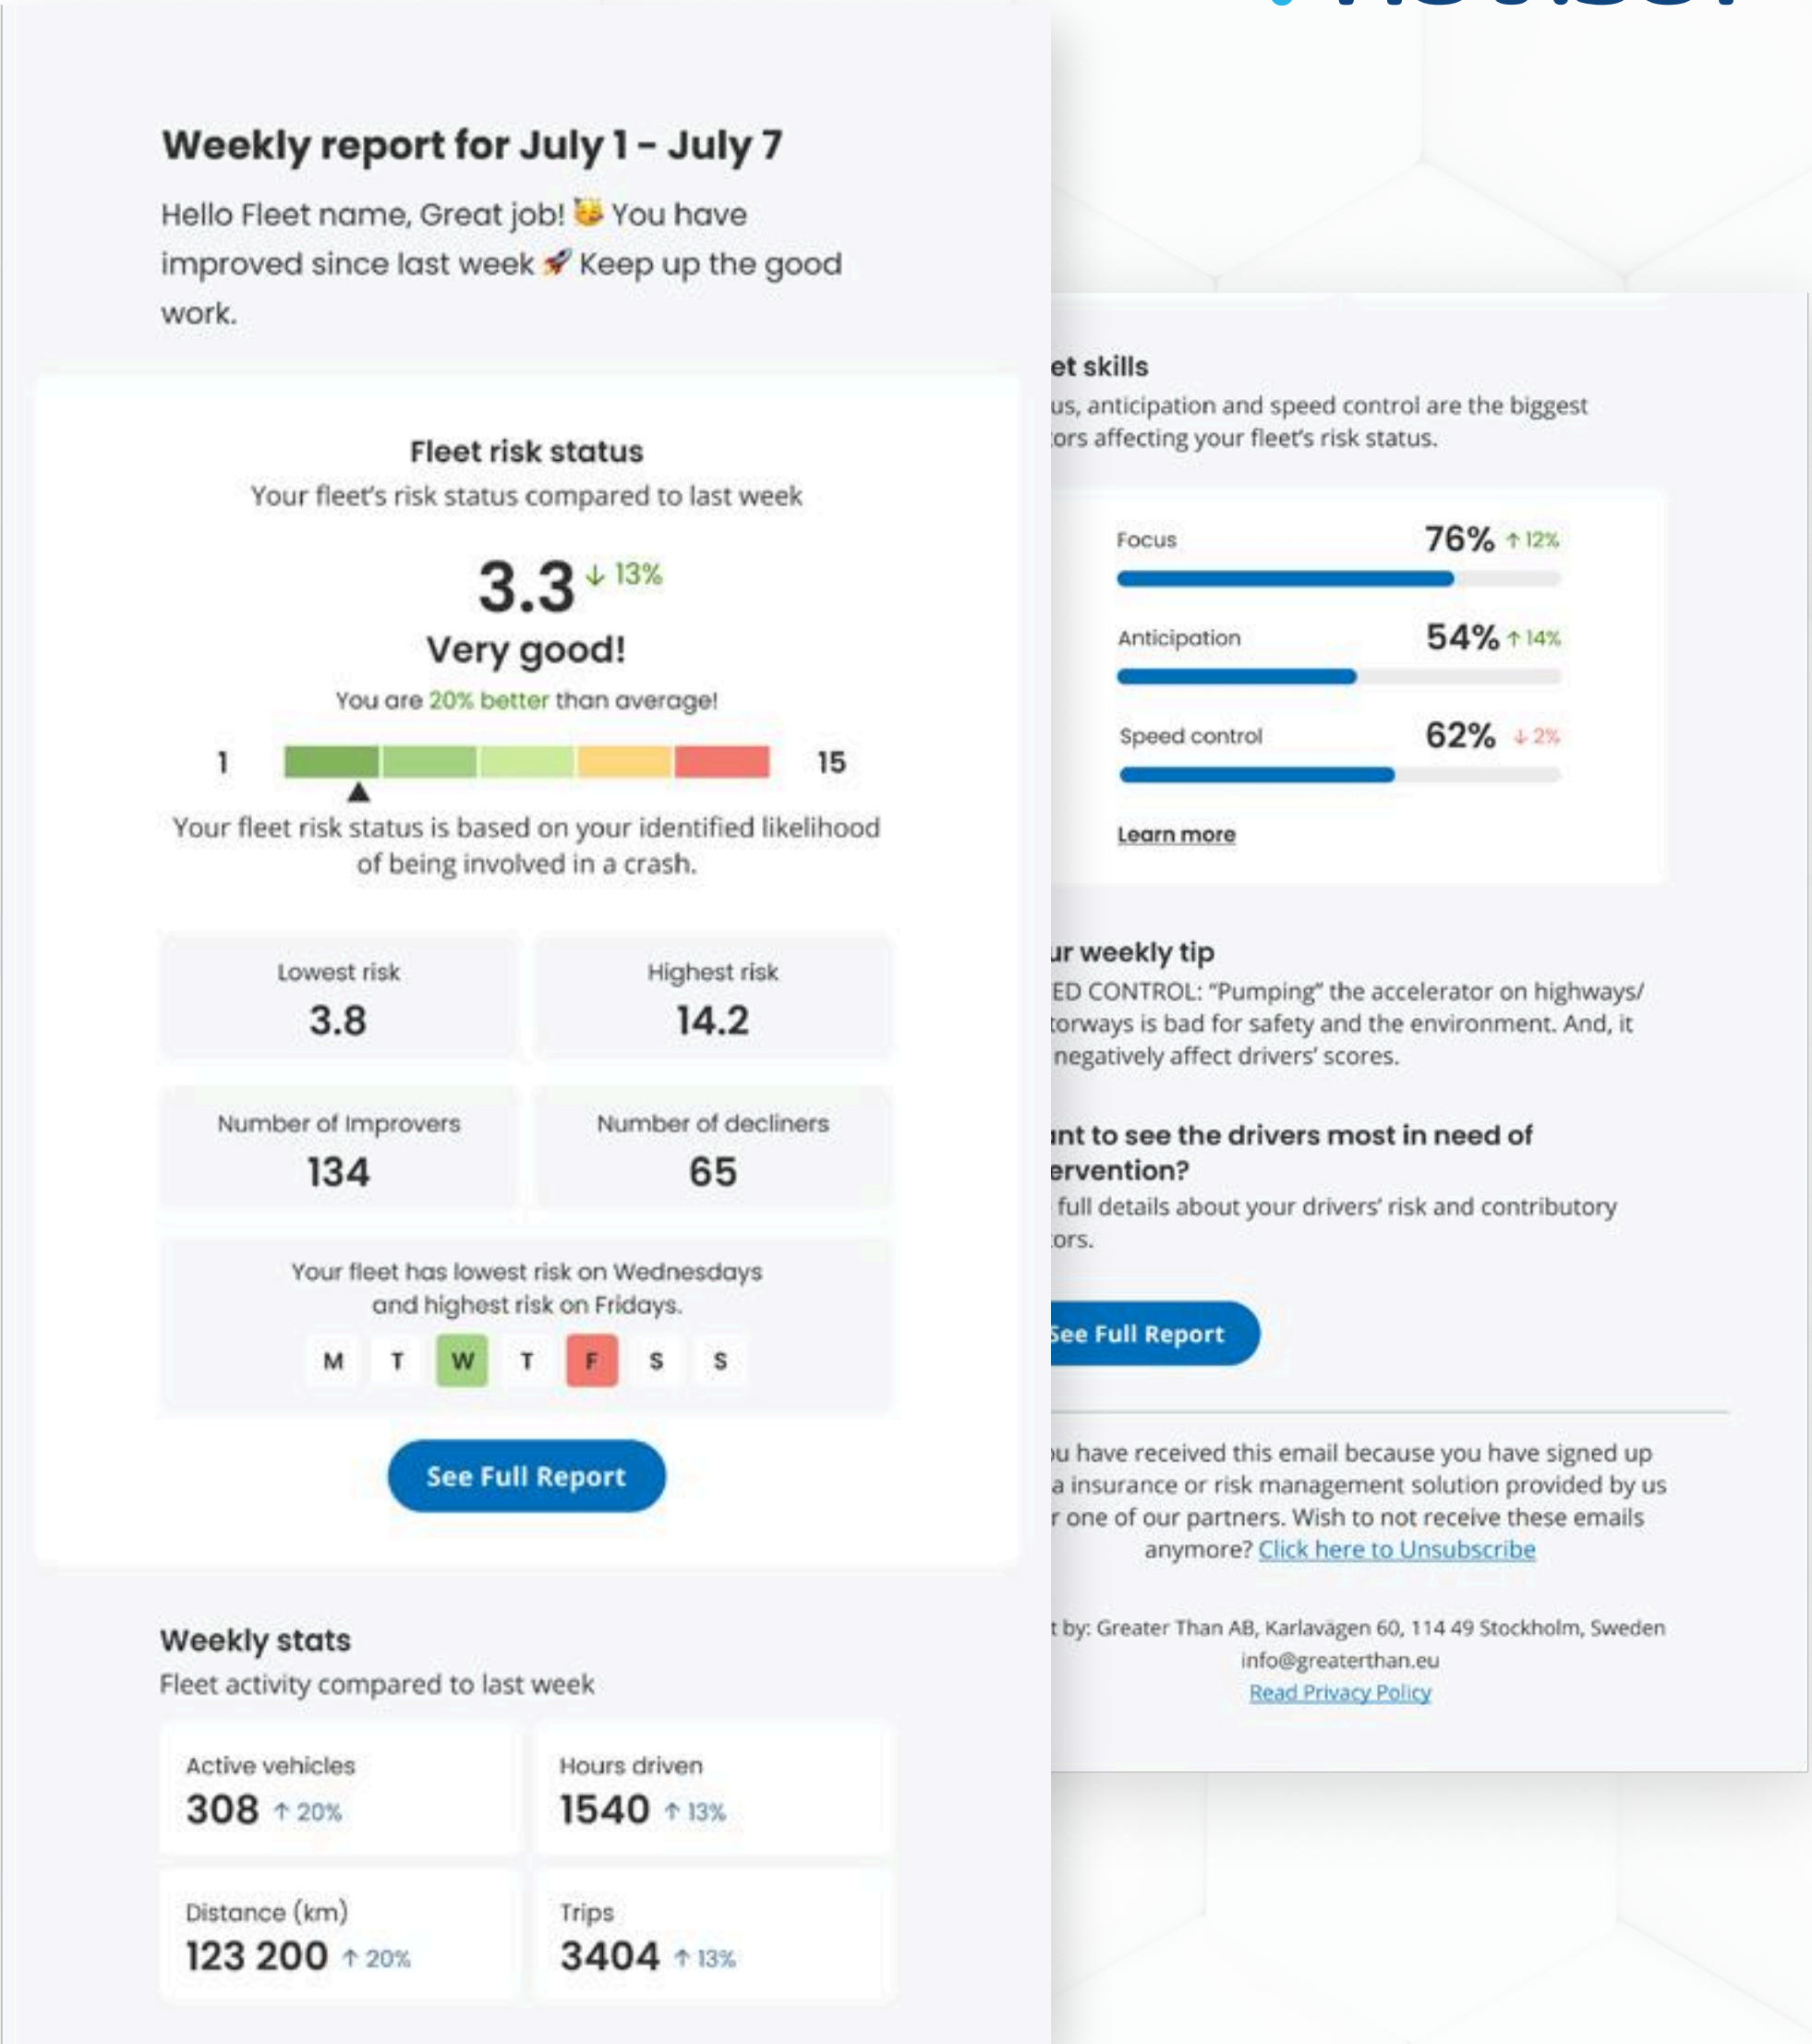 Weekly report for July 1 - July 7
Hello Fleet name, Great job! 🥳 You have
improved since last week 🚀 Keep up the good
work.
Fleet risk status
Your fleet's risk status compared to last week
3.3 ↓ 13%
Very good!
You are 20% better than average!
1 15
Your fleet risk status is based on your identified likelihood
of being involved in a crash.
Lowest risk
3.8
Highest risk
14.2
Number of Improvers
134
Number of decliners
65
Your fleet has lowest risk on Wednesdays
and highest risk on Fridays.
M T W T F S S
See Full Report
Weekly stats
Fleet activity compared to last week
Active vehicles
308 ↑ 20%
Hours driven
1540 ↑ 13%
Distance (km)
123 200 ↑ 20%
Trips
3404 ↑ 13%
et skills
us, anticipation and speed control are the biggest
ors affecting your fleet's risk status.
Focus 76% ↑ 12%
Anticipation 54% ↑ 14%
Speed control 62% ↓ 2%
Learn more
ur weekly tip
ED CONTROL: “Pumping” the accelerator on highways/
torways is bad for safety and the environment. And, it
negatively affect drivers’ scores.
ant to see the drivers most in need of
ervention?
full details about your drivers’ risk and contributory
tors.
See Full Report
ou have received this email because you have signed up
a insurance or risk management solution provided by us
r one of our partners. Wish to not receive these emails
anymore? Click here to Unsubscribe
t by: Greater Than AB, Karlavägen 60, 114 49 Stockholm, Sweden
info@greaterthan.eu
Read Privacy Policy